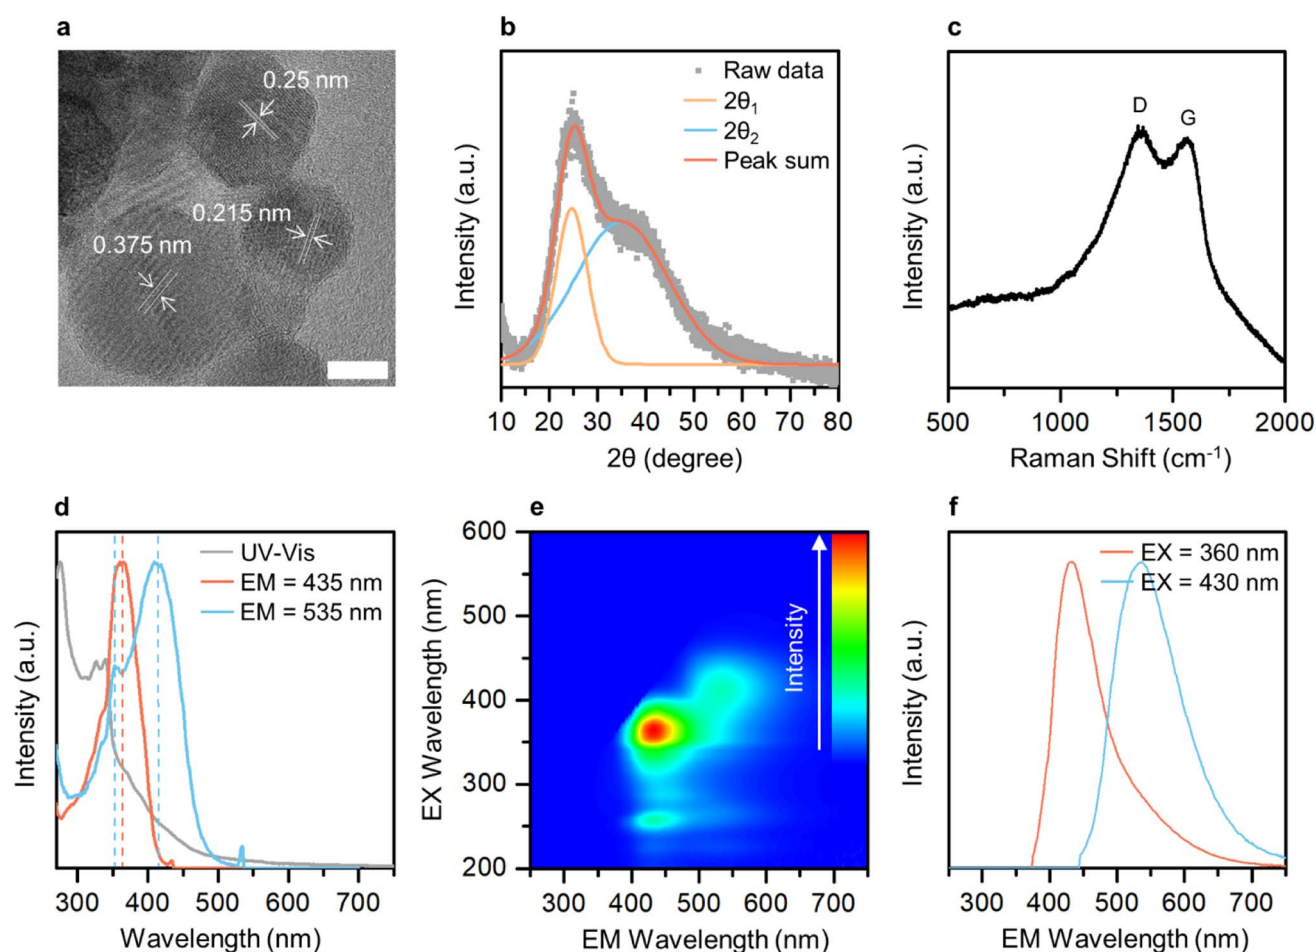 a
0.25 nm
0.215 nm
0.375 nm
b
Intensity (a.u.)
Raw data
2θ₁
2θ₂
Peak sum
10 20 30 40 50 60 70 80
2θ (degree)
c
Intensity (a.u.)
D
G
500 1000 1500 2000
Raman Shift (cm⁻¹)
d
Intensity (a.u.)
UV-Vis
EM = 435 nm
EM = 535 nm
300 400 500 600 700
Wavelength (nm)
e
EX Wavelength (nm)
600
500
400
300
200
Intensity
300 400 500 600 700
EM Wavelength (nm)
f
Intensity (a.u.)
EX = 360 nm
EX = 430 nm
300 400 500 600 700
EM Wavelength (nm)